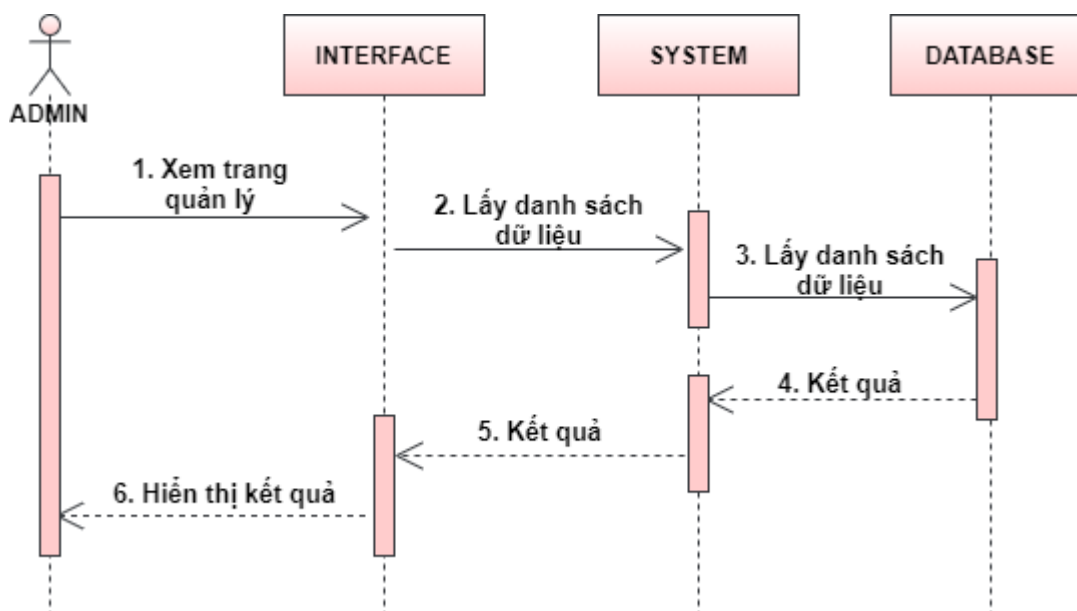 INTERFACE
SYSTEM
DATABASE
ADMIN
1. Xem trang
quản lý
2. Lấy danh sách
dữ liệu
3. Lấy danh sách
dữ liệu
4. Kết quả
5. Kết quả
6. Hiển thị kết quả